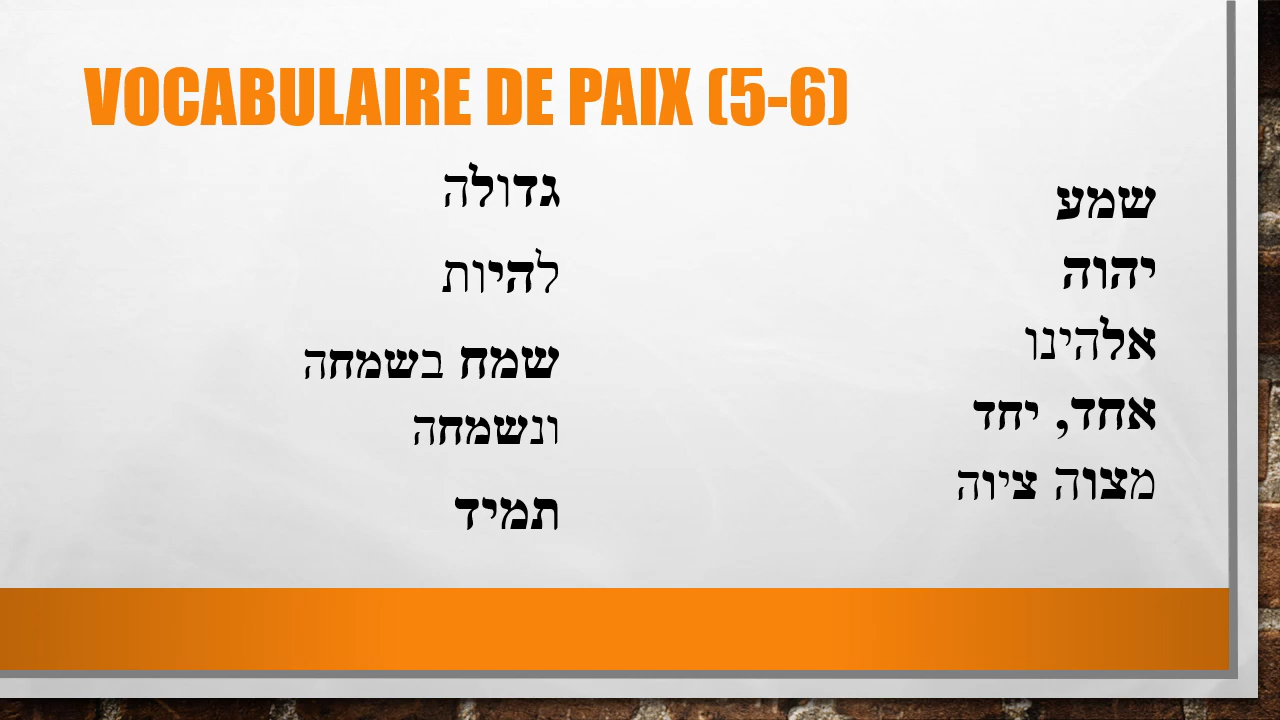 VOCABULAIRE DE PAIX (5-6)
שמע
יהוה
אלהינו
אחד, יחד
מצוה ציוה
גדולה
להיות
שמח בשמחה
ונשמחה
תמיד